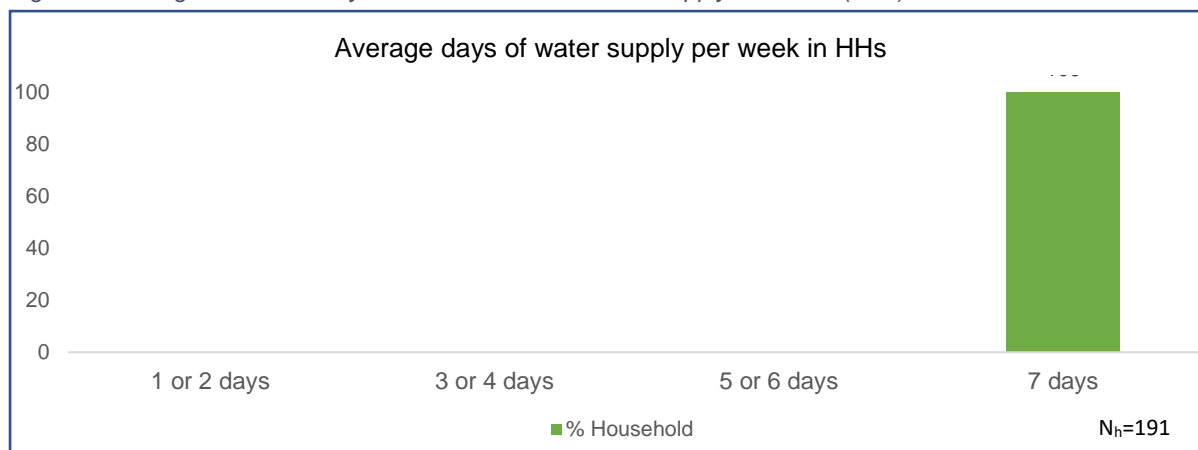 Average days of water supply per week in HHs
100
80
60
40
20
0
1 or 2 days
3 or 4 days
5 or 6 days
7 days
% Household
Nh=191